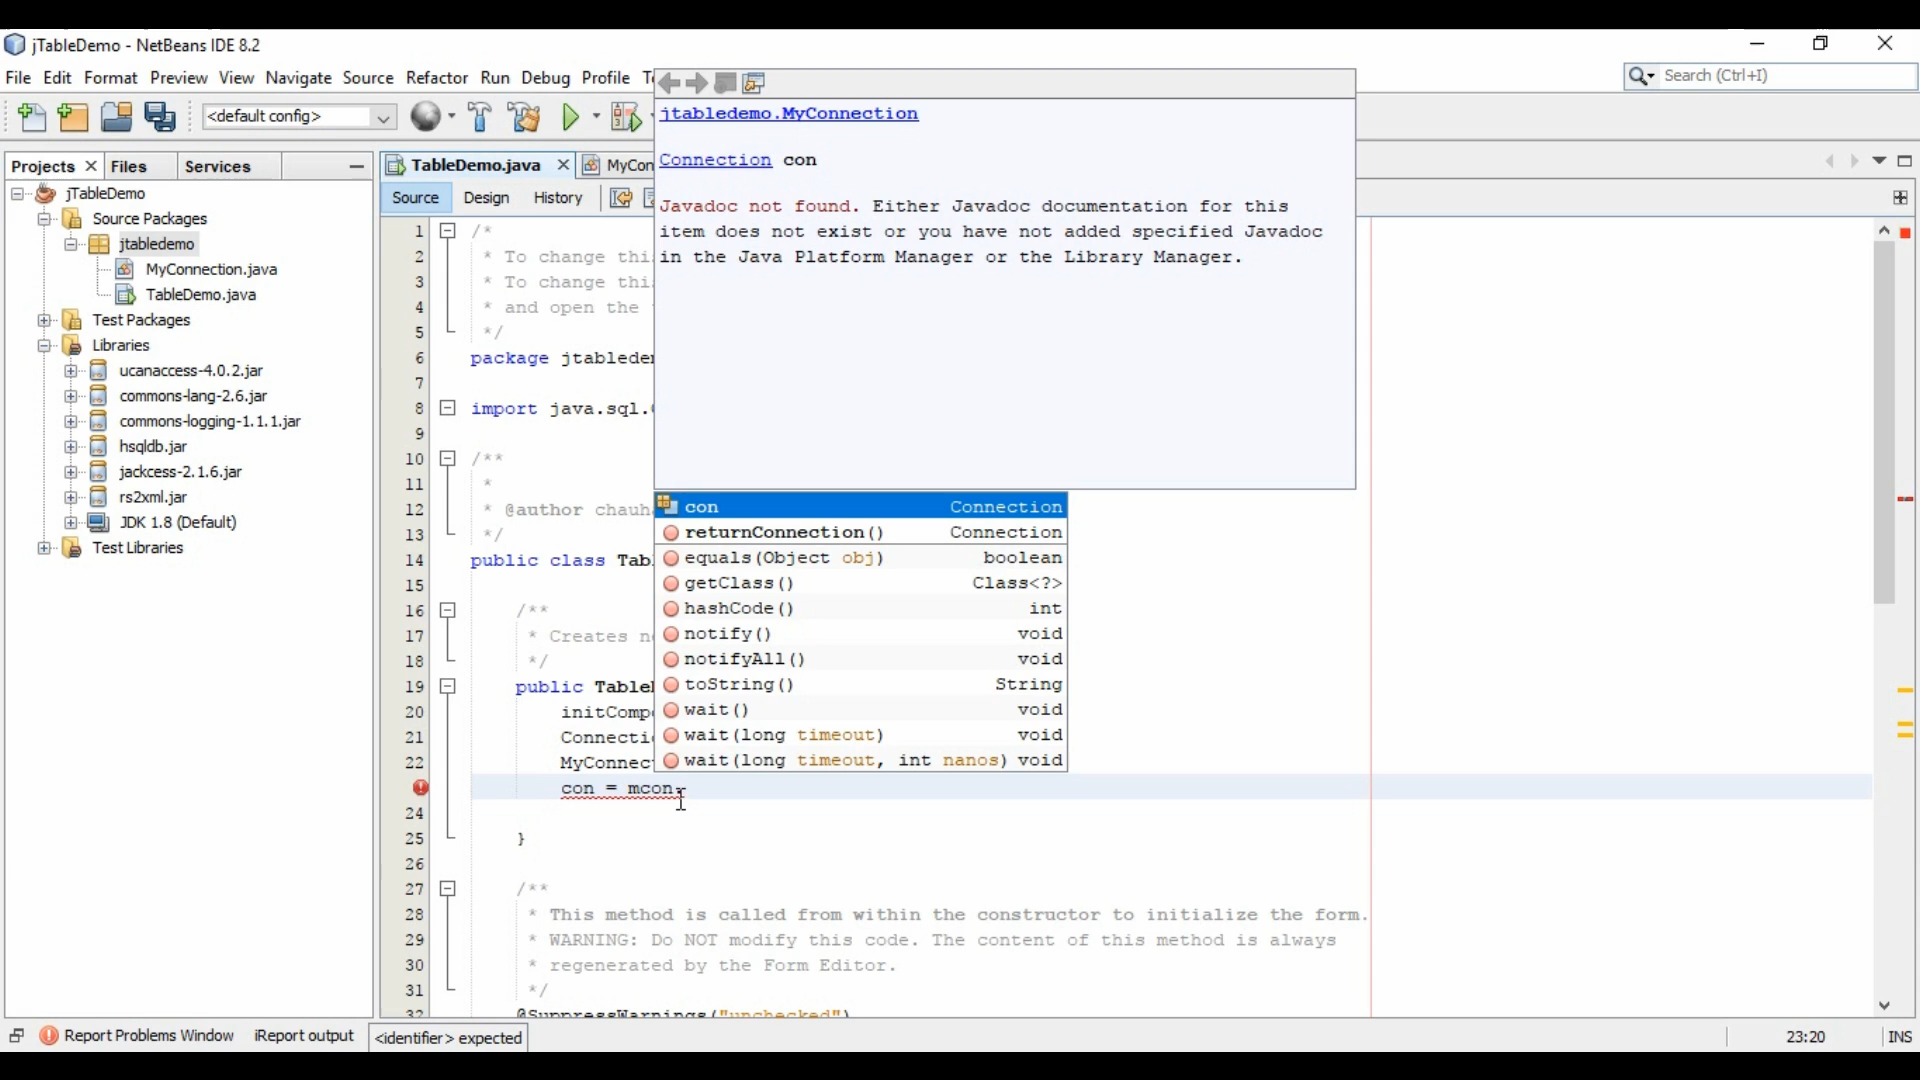 jTableDemo - NetBeans IDE 8.2
File Edit Format Preview View Navigate Source Refactor Run Debug Profile
Search (Ctrl+I)
<default config>
jtabledemo.MyConnection
Connection con
Javadoc not found. Either Javadoc documentation for this
item does not exist or you have not added specified Javadoc
in the Java Platform Manager or the Library Manager.
Projects Files Services
jTableDemo
Source Packages
jtabledemo
MyConnection.java
TableDemo.java
Test Packages
Libraries
ucanaccess-4.0.2.jar
commons-lang-2.6.jar
commons-logging-1.1.1.jar
hsqldb.jar
jackcess-2.1.6.jar
rs2xml.jar
JDK 1.8 (Default)
Test Libraries
TableDemo.java MyCon
Source Design History
1 /*
2 * To change thi
3 * To change thi
4 * and open the
5 */
6 package jtablede
7
8 import java.sql.
9
10 /**
11 *
12 * @author chauh
13 */
14 public class Tab
15
16 /**
17 * Creates n
18 */
19 public Table
20 initComp
21 Connecti
22 MyConnec
con = mcon.
24
25 }
26
27 /**
28 * This method is called from within the constructor to initialize the form.
29 * WARNING: Do NOT modify this code. The content of this method is always
30 * regenerated by the Form Editor.
31 */
32 @SuppressWarnings("unchecked")
con Connection
returnConnection() Connection
equals(Object obj) boolean
getClass() Class<?>
hashCode() int
notify() void
notifyAll() void
toString() String
wait() void
wait(long timeout) void
wait(long timeout, int nanos) void
Report Problems Window iReport output <identifier> expected
23:20 INS